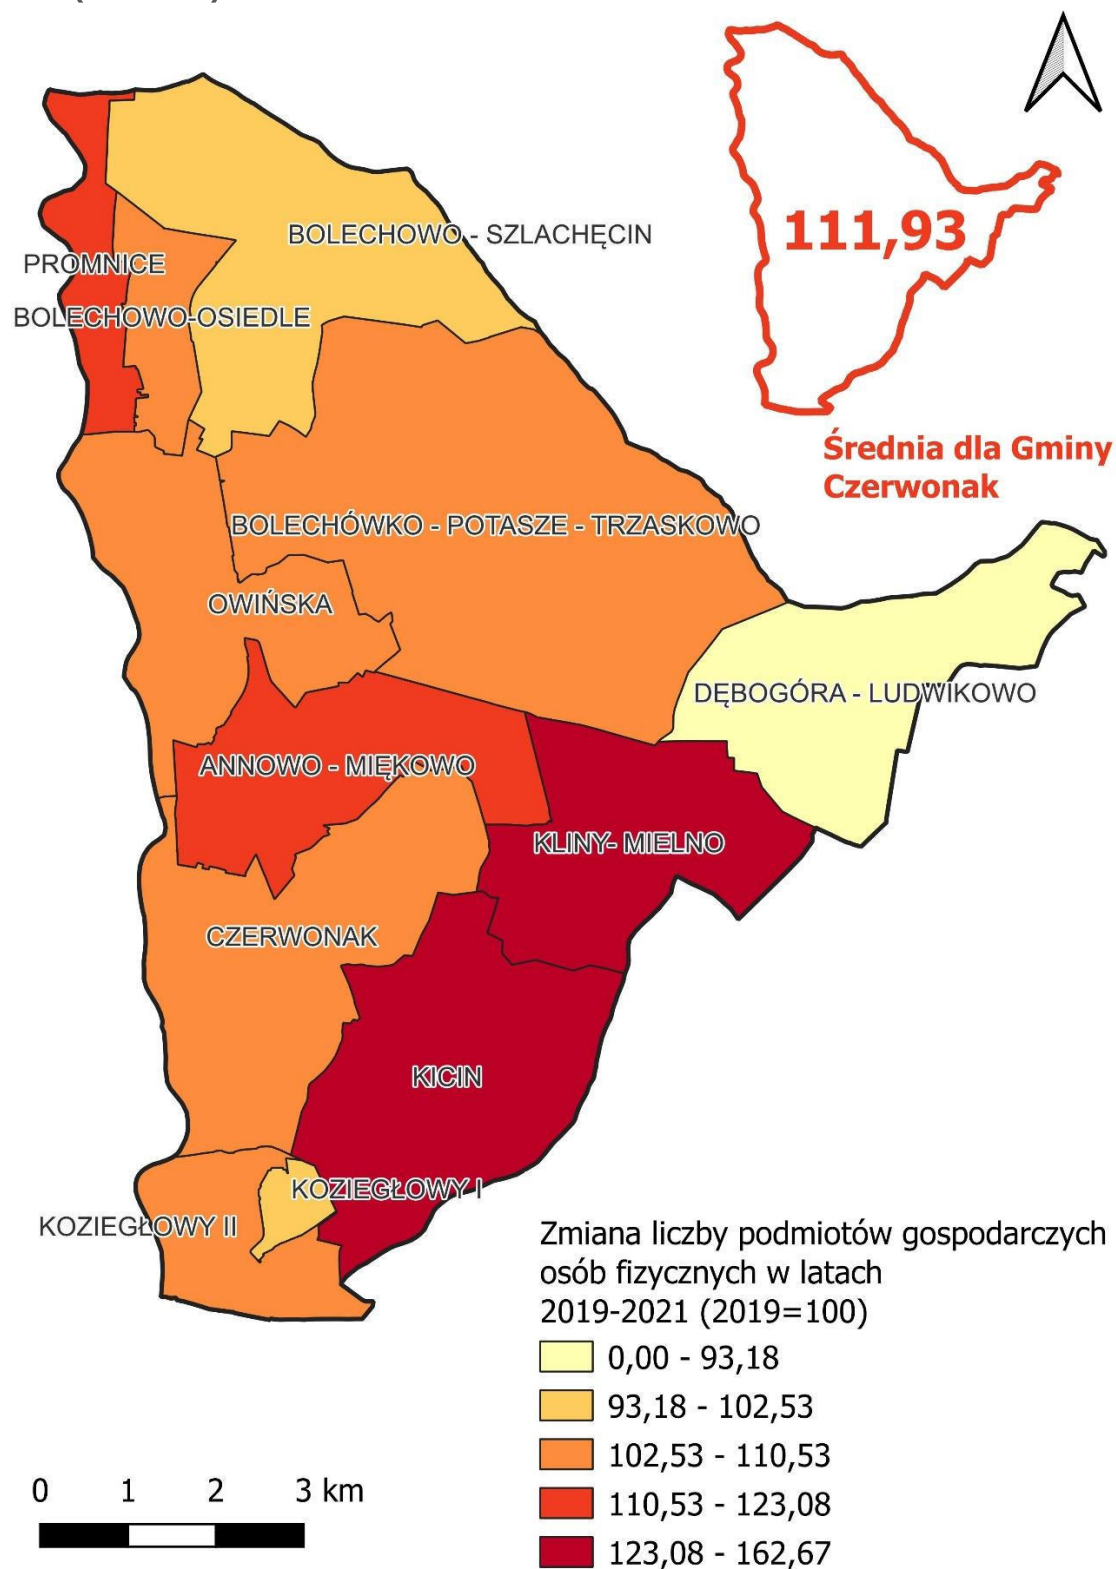 PROMNICE
BOLECHOWO - SZLACHĘCIN
BOLECHOWO-OSIEDLE
111,93
Średnia dla Gminy
Czerwonak
BOLECHÓWKO - POTASZE - TRZASKOWO
OWIŃSKA
DĘBOGÓRA - LUDWIKOWO
ANNOWO - MIĘKOWO
KLINY- MIELNO
CZERWONAK
KICIN
KOZIEGŁOWY I
KOZIEGŁOWY II
Zmiana liczby podmiotów gospodarczych
osób fizycznych w latach
2019-2021 (2019=100)
0,00 - 93,18
93,18 - 102,53
102,53 - 110,53
110,53 - 123,08
123,08 - 162,67
0 1 2 3 km